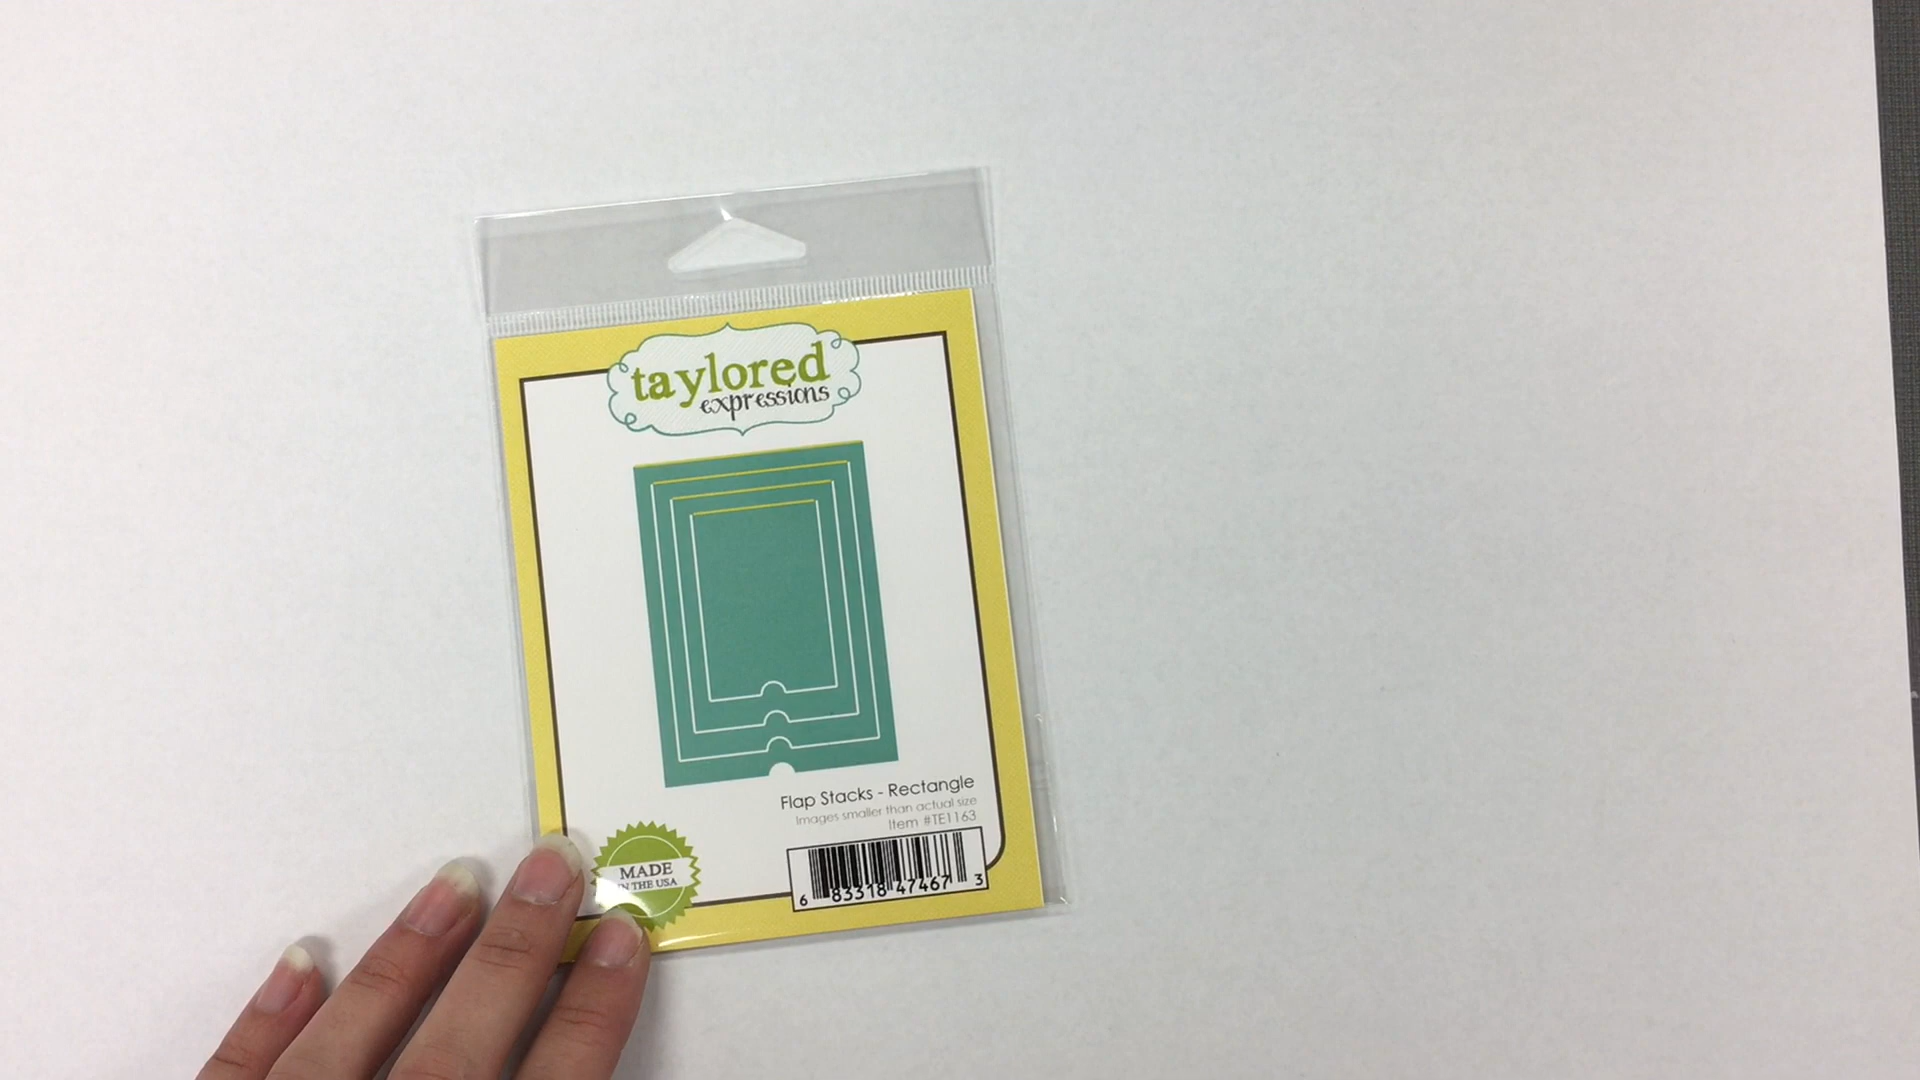 taylored
expressions
Flap Stacks - Rectangle
Images smaller than actual size
Item #TE1163
MADE
IN THE USA
6 83318 47467 3